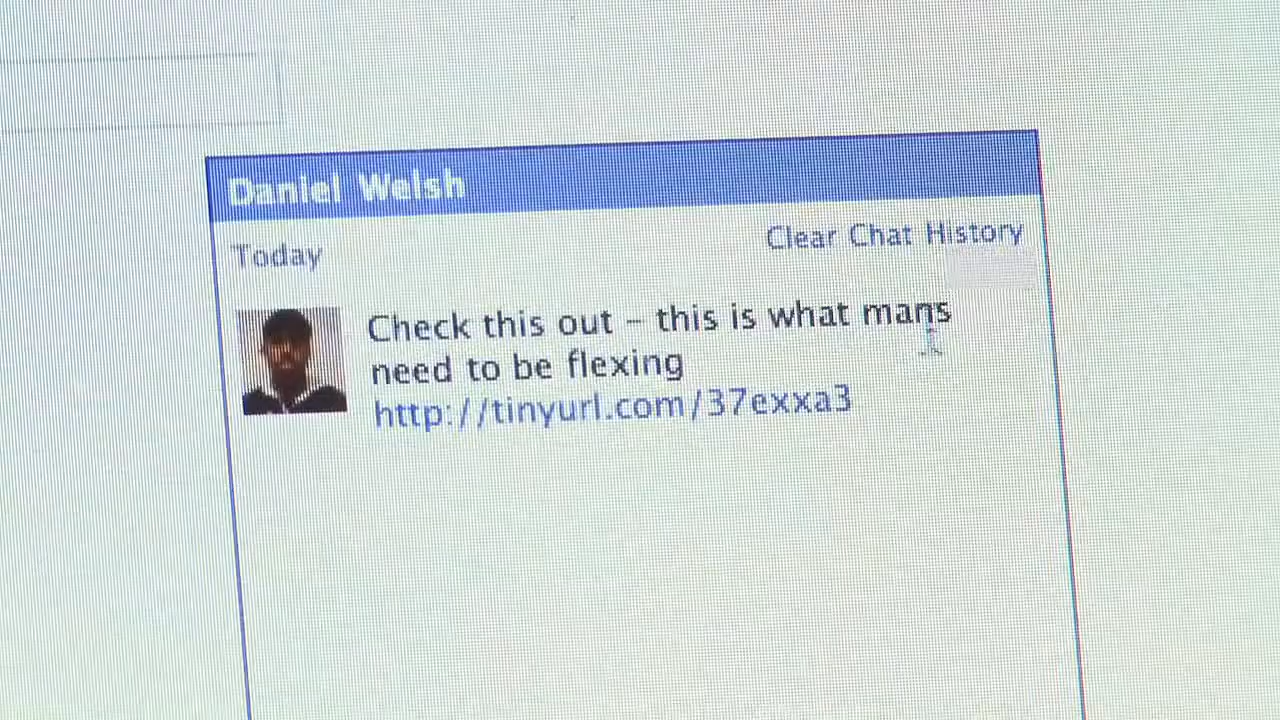 Daniel Welsh
Today
Clear Chat History
Check this out - this is what mans
need to be flexing
http://tinyurl.com/37exxa3